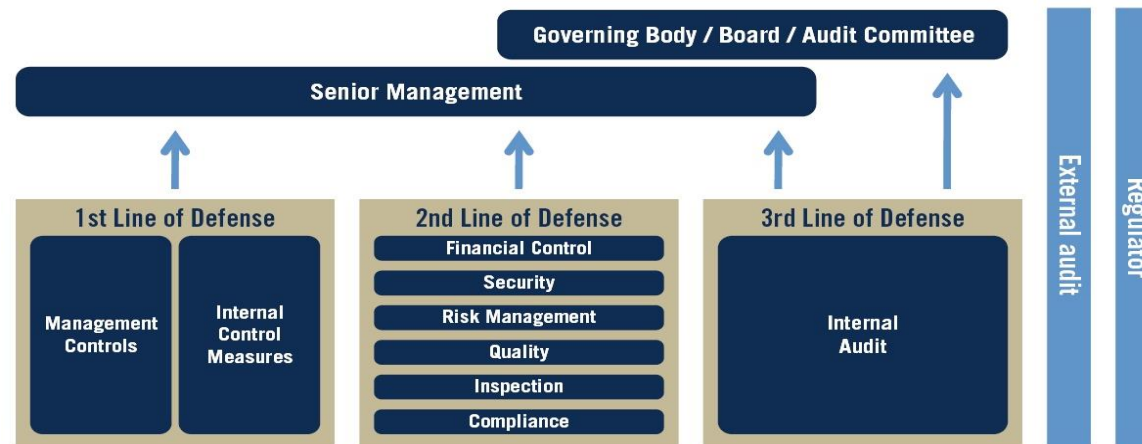 Governing Body / Board / Audit Committee
Senior Management
1st Line of Defense
Management
Controls
Internal
Control
Measures
2nd Line of Defense
Financial Control
Security
Risk Management
Quality
Inspection
Compliance
3rd Line of Defense
Internal
Audit
External audit
Regulator